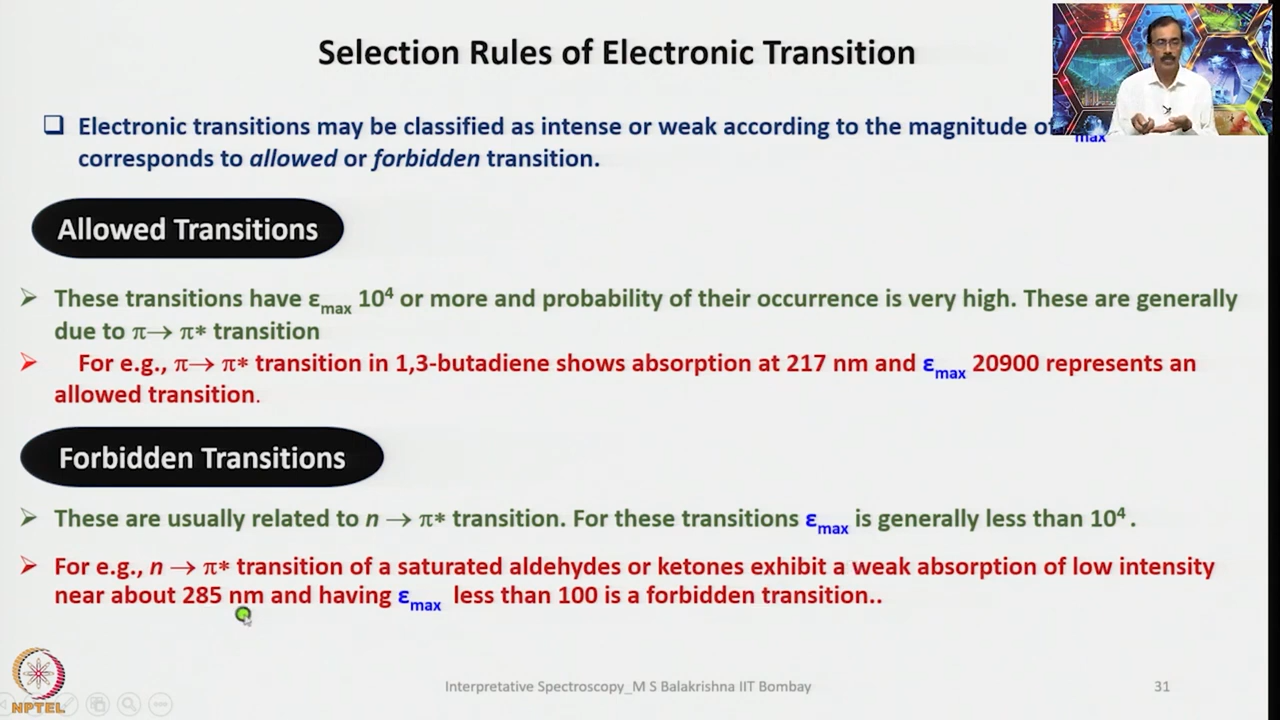 Selection Rules of Electronic Transition
❑ Electronic transitions may be classified as intense or weak according to the magnitude of max
corresponds to allowed or forbidden transition.
Allowed Transitions
➢ These transitions have εmax 10⁴ or more and probability of their occurrence is very high. These are generally
due to π→ π* transition
➢ For e.g., π→ π* transition in 1,3-butadiene shows absorption at 217 nm and εmax 20900 represents an
allowed transition.
Forbidden Transitions
➢ These are usually related to n → π* transition. For these transitions εmax is generally less than 10⁴ .
➢ For e.g., n → π* transition of a saturated aldehydes or ketones exhibit a weak absorption of low intensity
near about 285 nm and having εmax less than 100 is a forbidden transition..
Interpretative Spectroscopy_M S Balakrishna IIT Bombay
31
NPTEL